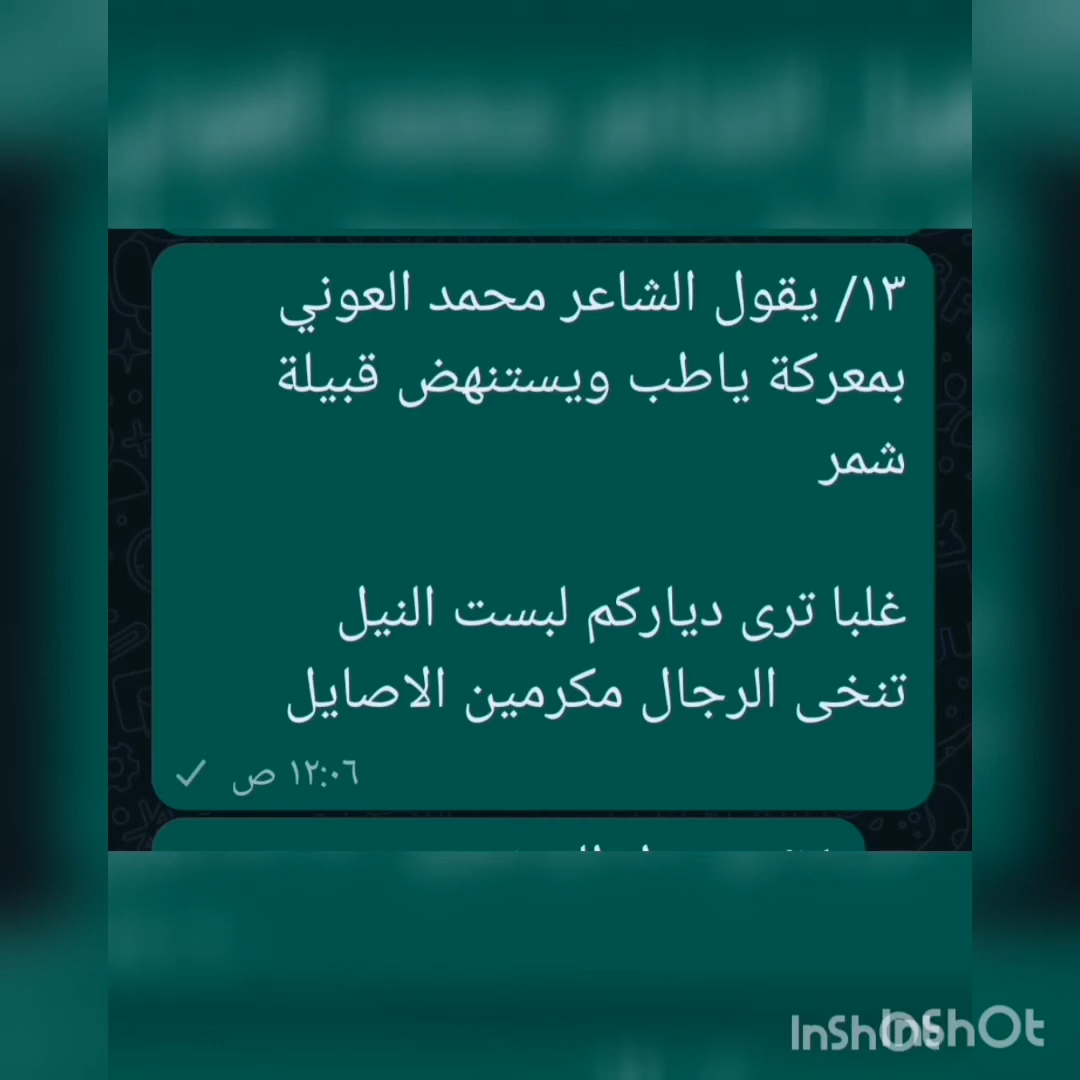 ١٣/ يقول الشاعر محمد العوني
بمعركة ياطب ويستنهض قبيلة
شمر
غلبا ترى دياركم لبست النيل
تنخى الرجال مكرمين الاصايل
١٢:٠٦ ص
InShot
InShot